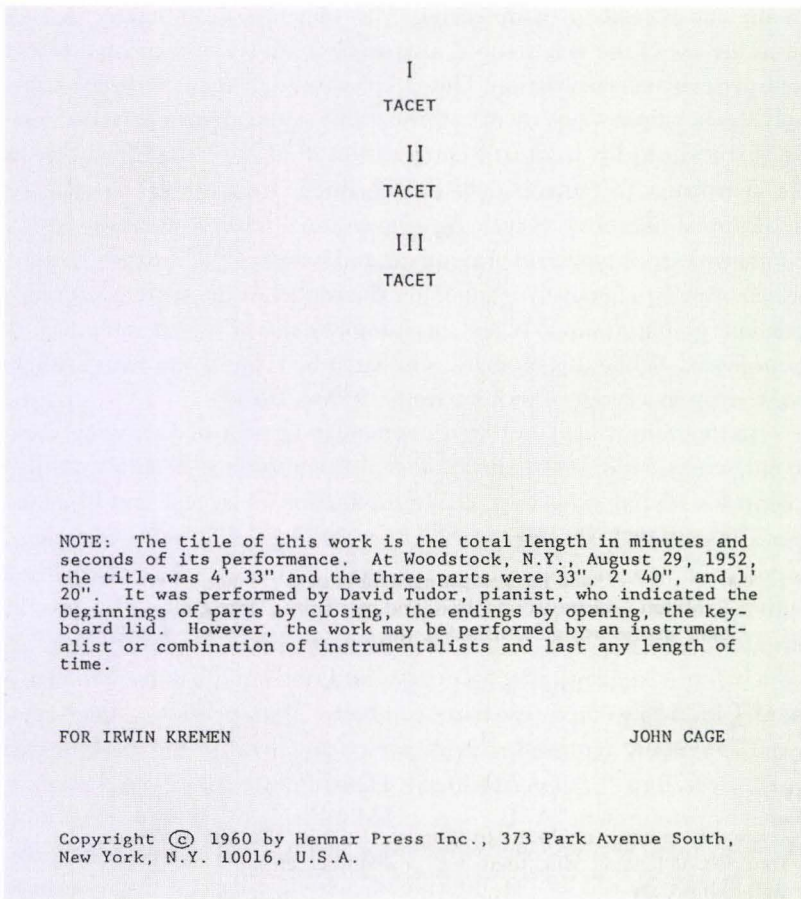 I
TACET
II
TACET
III
TACET
NOTE: The title of this work is the total length in minutes and
seconds of its performance. At Woodstock, N.Y., August 29, 1952,
the title was 4' 33" and the three parts were 33", 2' 40", and 1'
20". It was performed by David Tudor, pianist, who indicated the
beginnings of parts by closing, the endings by opening, the key-
board lid. However, the work may be performed by an instrument-
alist or combination of instrumentalists and last any length of
time.
FOR IRWIN KREMEN JOHN CAGE
Copyright © 1960 by Henmar Press Inc., 373 Park Avenue South,
New York, N.Y. 10016, U.S.A.